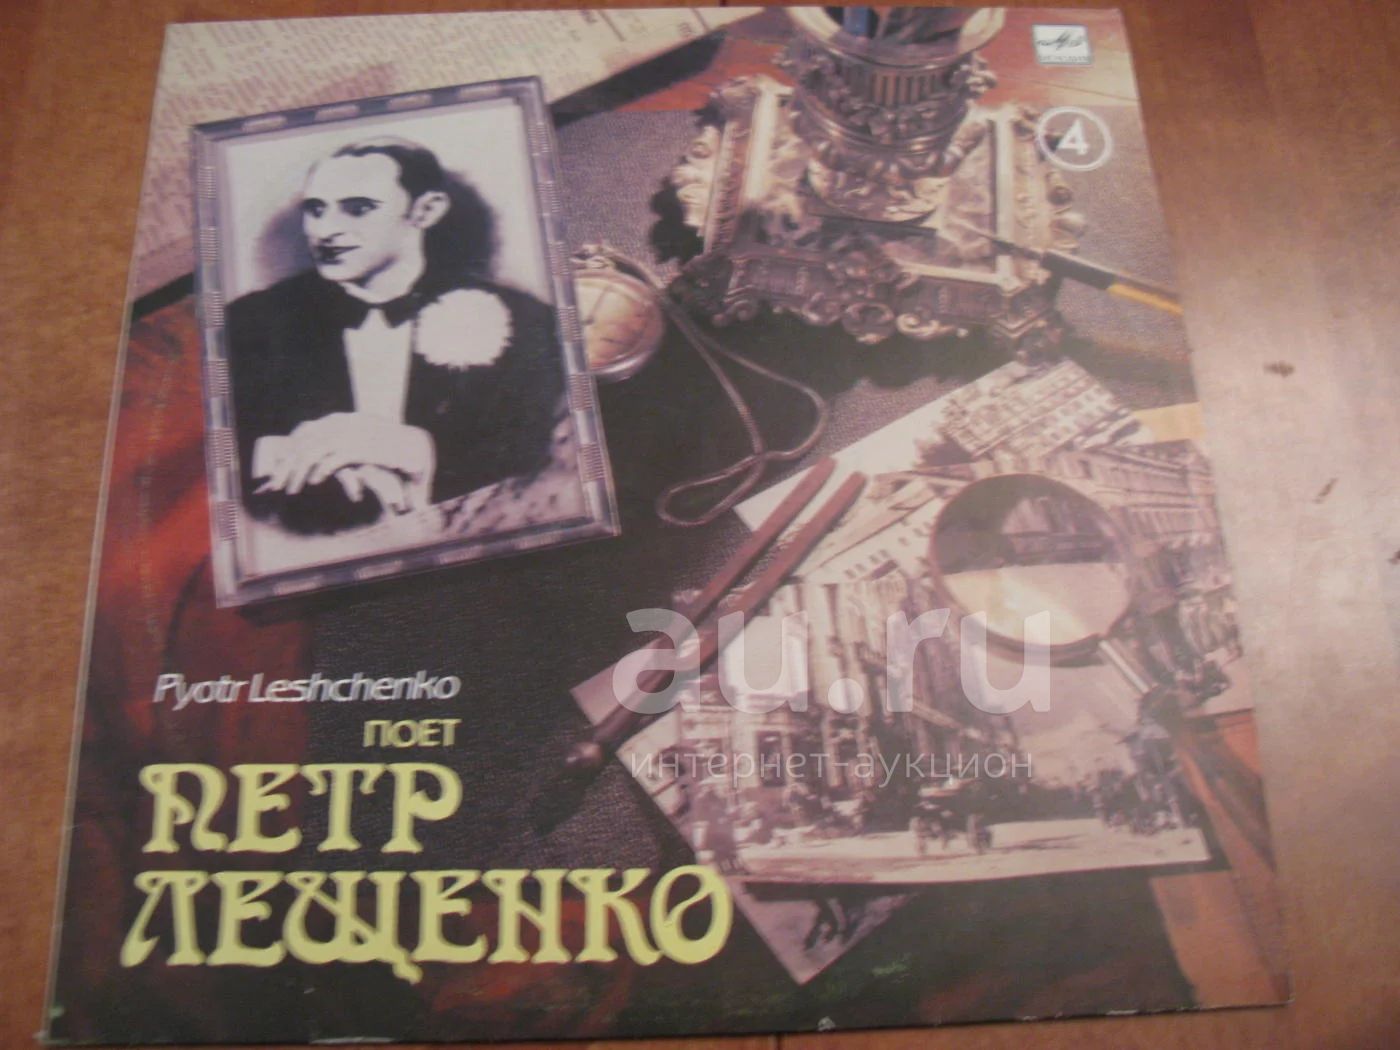 4
Pyotr Leshchenko
поет
ПЕТР
ЛЕЩЕНКО
au.ru
интернет-аукцион